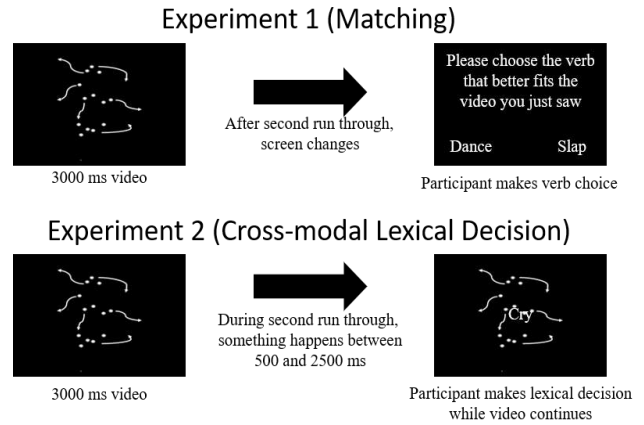 Experiment 1 (Matching)
Please choose the verb
that better fits the
video you just saw
Dance Slap
After second run through,
screen changes
3000 ms video
Participant makes verb choice
Experiment 2 (Cross-modal Lexical Decision)
Cry
During second run through,
something happens between
500 and 2500 ms
3000 ms video
Participant makes lexical decision
while video continues